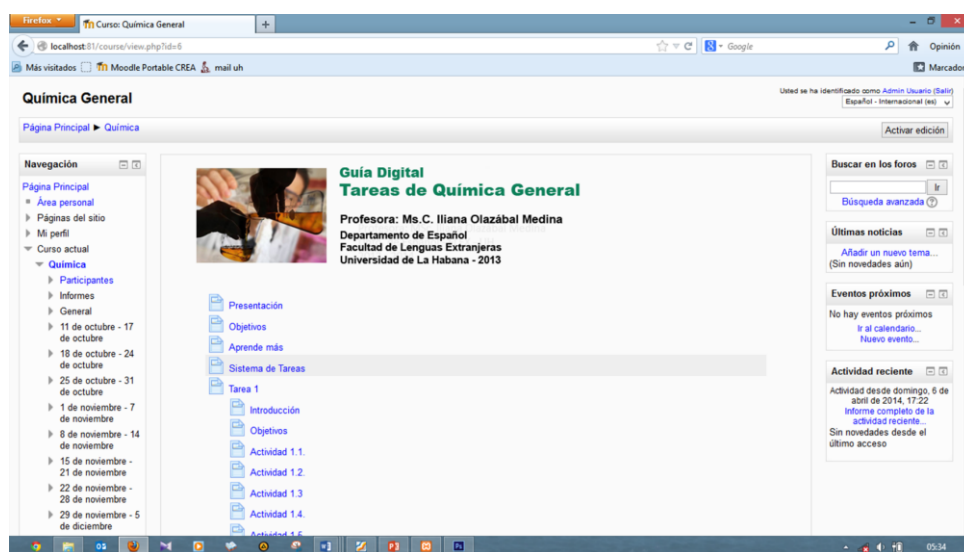 Firefox
Curso: Química General
localhost:81/course/view.php?id=6
Google
Opinión
Más visitados
Moodle Portable CREA
mail uh
Marcador
Química General
Usted se ha identificado como Admin Usuario (Salir)
Español - Internacional (es)
Página Principal ► Química
Activar edición
Navegación
Página Principal
Área personal
Páginas del sitio
Mi perfil
Curso actual
Química
Participantes
Informes
General
11 de octubre - 17
de octubre
18 de octubre - 24
de octubre
25 de octubre - 31
de octubre
1 de noviembre - 7
de noviembre
8 de noviembre - 14
de noviembre
15 de noviembre -
21 de noviembre
22 de noviembre -
28 de noviembre
29 de noviembre - 5
de diciembre
Guía Digital
Tareas de Química General
Profesora: Ms.C. Iliana Olazábal Medina
Departamento de Español
Facultad de Lenguas Extranjeras
Universidad de La Habana - 2013
Presentación
Objetivos
Aprende más
Sistema de Tareas
Tarea 1
Introducción
Objetivos
Actividad 1.1.
Actividad 1.2.
Actividad 1.3
Actividad 1.4.
Actividad 1.5
Buscar en los foros
Ir
Búsqueda avanzada
Últimas noticias
Añadir un nuevo tema...
(Sin novedades aún)
Eventos próximos
No hay eventos próximos
Ir al calendario...
Nuevo evento...
Actividad reciente
Actividad desde domingo, 6 de
abril de 2014, 17:22
Informe completo de la
actividad reciente...
Sin novedades desde el
último acceso
05:34